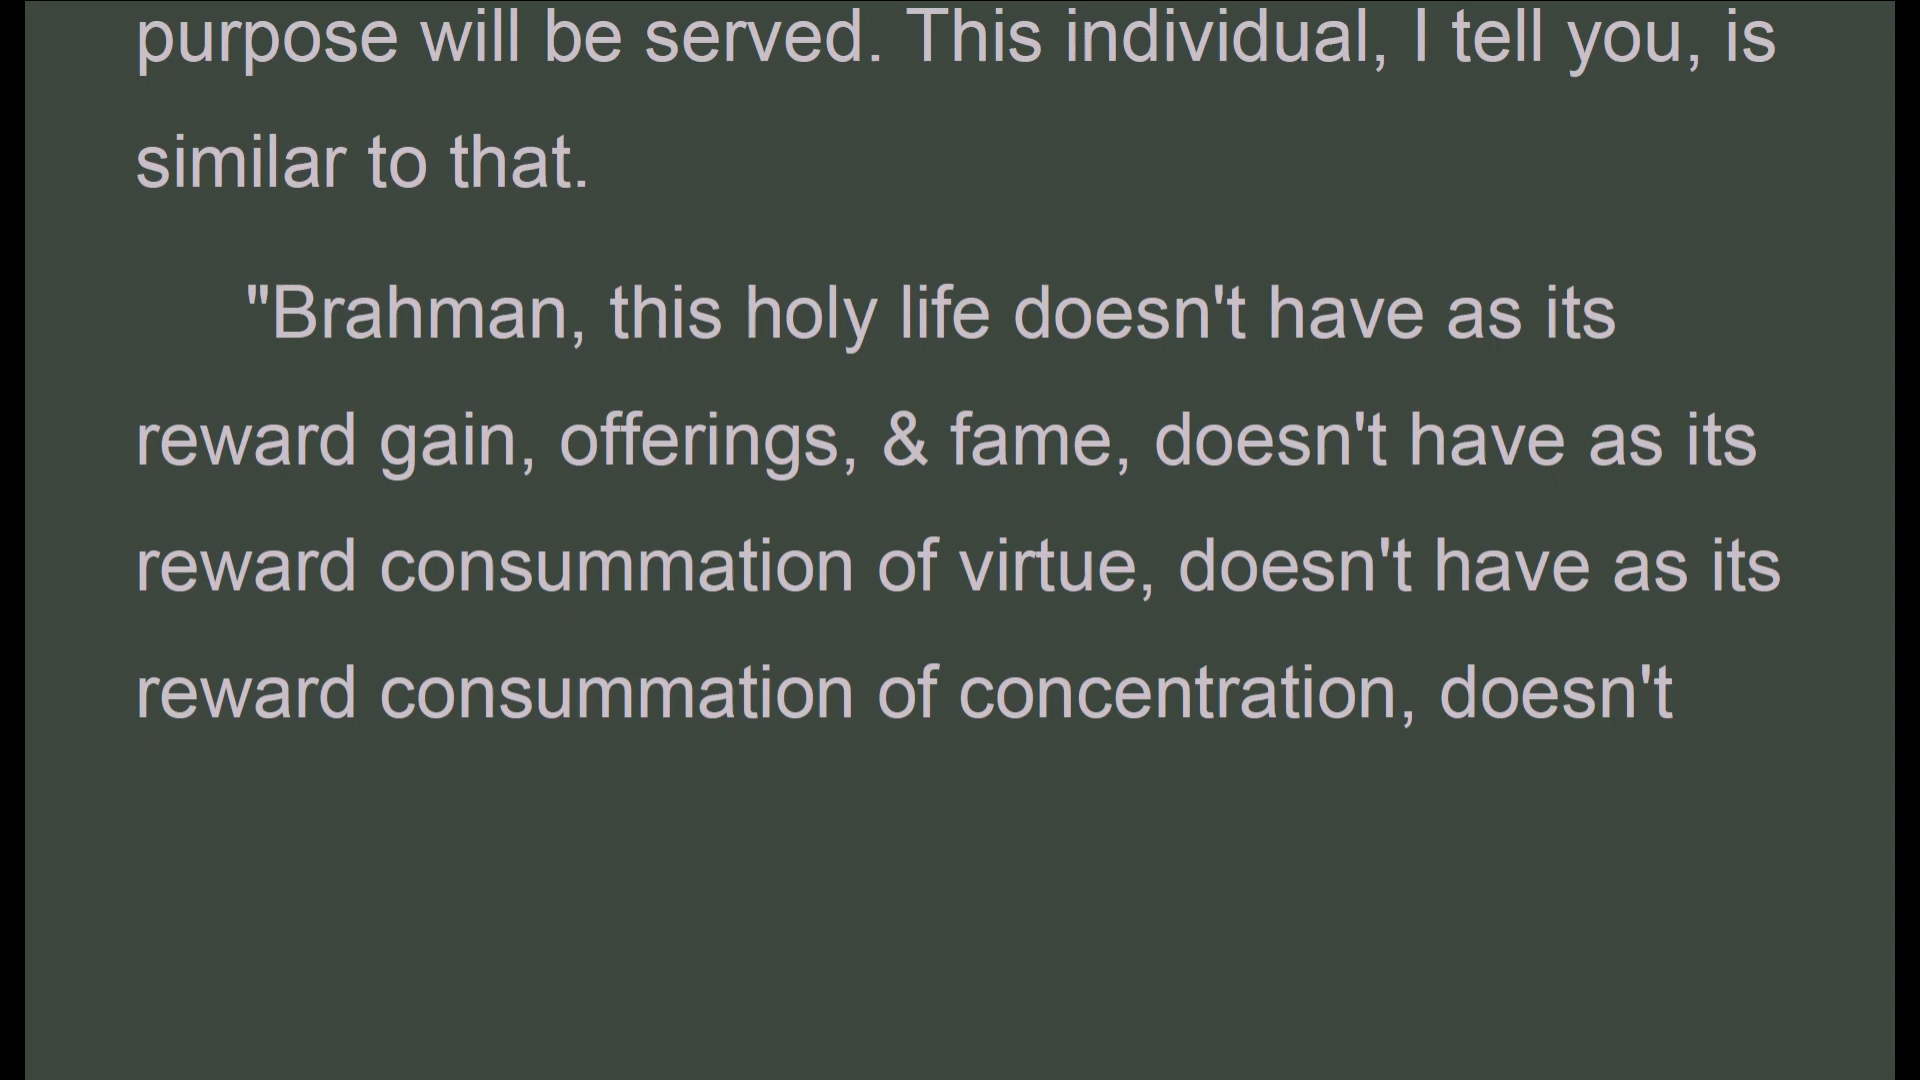 purpose will be served. This individual, I tell you, is
similar to that.
"Brahman, this holy life doesn't have as its
reward gain, offerings, & fame, doesn't have as its
reward consummation of virtue, doesn't have as its
reward consummation of concentration, doesn't